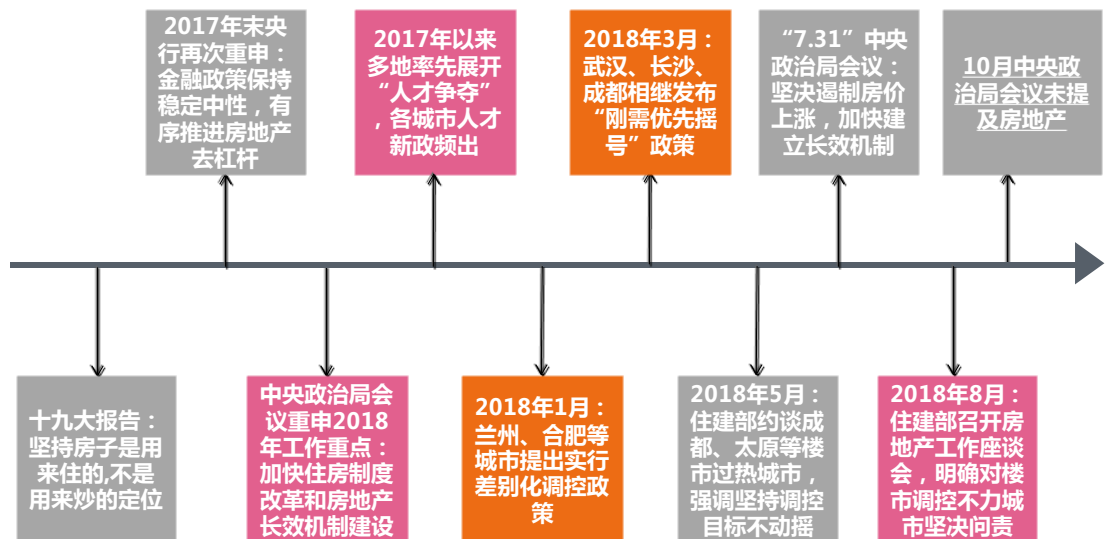 2017年末央
行再次重申：
金融政策保持
稳定中性，有
序推进房地产
去杠杆
2017年以来
多地率先展开
“人才争夺”
，各城市人才
新政频出
2018年3月：
武汉、长沙、
成都相继发布
“刚需优先摇
号”政策
“7.31”中央
政治局会议：
坚决遏制房价
上涨，加快建
立长效机制
10月中央政
治局会议未提
及房地产
十九大报告：
坚持房子是用
来住的,不是
用来炒的定位
中央政治局会
议重申2018
年工作重点：
加快住房制度
改革和房地产
长效机制建设
2018年1月：
兰州、合肥等
城市提出实行
差别化调控政
策
2018年5月：
住建部约谈成
都、太原等楼
市过热城市，
强调坚持调控
目标不动摇
2018年8月：
住建部召开房
地产工作座谈
会，明确对楼
市调控不力城
市坚决问责